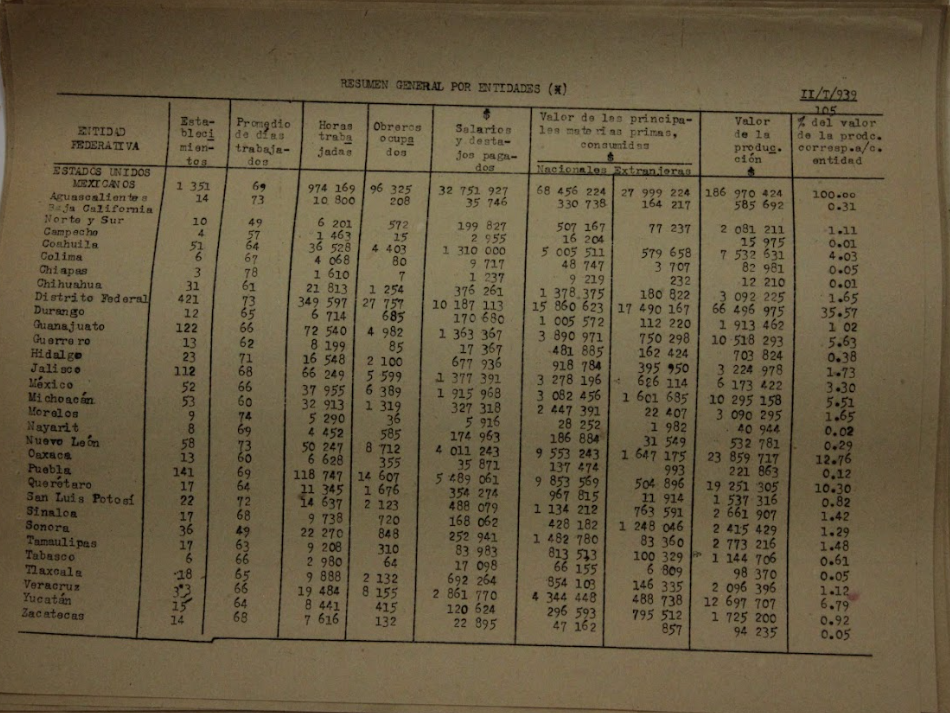 RESUMEN GENERAL POR ENTIDADES (*)
II/T/939
105
ENTIDAD FEDERATIVA Esta-bleci mien-tos Promedio de días trabaja-dos Horas traba jadas Obreros ocupa dos $ Salarios y desta-jos paga-dos Valor de les principa-les materias primas, consumidas $ Nacionales Extranjeras Valor de la produc.ción $ % del valor de la prodc. corresp.a/c. entidad
ESTADOS UNIDOS
MEXICANOS 1 351 69 974 169 96 325 32 751 927 68 456 224 27 999 224 186 970 424 100.00
Aguascalientes 14 73 10 800 208 35 746 330 738 164 217 585 692 0.31
Baja California
Norte y Sur 10 49 6 201 572 199 827 507 167 77 237 2 081 211 1.11
Campeche 4 57 1 463 15 2 955 16 204 15 975 0.01
Coahuila 51 64 36 528 4 403 1 310 000 5 005 511 579 658 7 532 631 4.03
Colima 6 67 4 068 80 9 717 48 747 3 707 82 981 0.05
Chiapas 3 78 1 610 7 1 237 9 219 232 12 210 0.01
Chihuahua 31 61 21 813 1 254 376 261 1 378 375 180 822 3 092 225 1.65
Distrito Federal 421 73 349 597 27 757 10 187 113 15 860 623 17 490 167 66 496 975 35.57
Durango 12 65 6 714 685 170 680 1 005 572 112 220 1 913 462 1 02
Guanajuato 122 66 72 540 4 982 1 363 367 3 890 971 750 298 10 518 293 5.63
Guerrero 13 62 8 199 85 17 367 481 885 162 424 703 824 0.38
Hidalgo 23 71 16 548 2 100 677 936 918 784 395 950 3 224 978 1.73
Jalisco 112 68 66 249 5 599 1 377 391 3 278 196 686 114 6 173 422 3.30
México 52 66 37 955 6 389 1 915 968 3 082 456 1 601 685 10 295 158 5.51
Michoacán 53 60 32 913 1 319 327 318 2 447 391 22 407 3 090 295 1.65
Morelos 9 74 5 290 36 5 916 28 252 1 982 40 944 0.02
Nayarit 8 69 4 452 585 174 963 186 884 31 549 532 781 0.29
Nuevo León 58 73 50 247 8 712 4 011 243 9 553 243 1 647 175 23 859 717 12.76
Oaxaca 13 60 6 628 355 35 871 137 474 993 221 863 0.12
Puebla 141 69 118 747 14 607 5 489 061 9 853 569 504 896 19 251 305 10.30
Querétaro 17 64 11 345 1 676 354 274 967 815 11 914 1 537 316 0.82
San Luis Potosí 22 72 14 637 2 123 488 079 1 134 212 763 591 2 661 907 1.42
Sinaloa 17 68 9 738 720 168 062 428 182 1 248 046 2 415 429 1.29
Sonora 36 49 22 270 848 252 941 1 482 780 83 360 2 773 216 1.48
Tamaulipas 17 63 9 208 310 83 983 813 513 100 329 1 144 706 0.61
Tabasco 6 66 2 980 64 17 098 66 155 6 809 98 370 0.05
Tlaxcala 18 65 9 888 2 132 692 264 854 103 146 335 2 096 396 1.12
Veracruz 33 66 19 484 8 155 2 861 770 4 344 448 488 738 12 697 707 6.79
Yucatán 15 64 8 441 415 120 624 296 593 795 512 1 725 200 0.92
Zacatecas 14 68 7 616 132 22 895 47 162 857 94 235 0.05